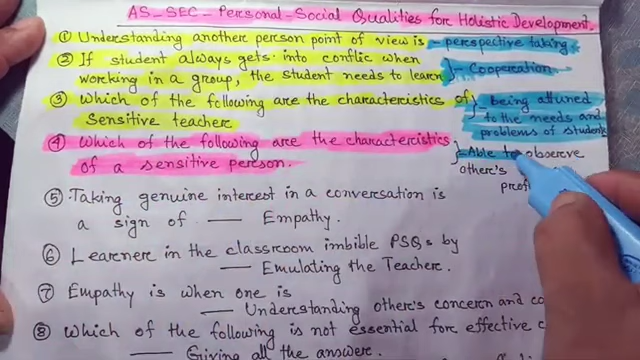 AS-SEC-Personal-Social Qualities for Holistic Development.
① Understanding another person point of view is - perspective taking
② If student always gets into conflic when
working in a group, the student needs to learn } - Cooperation
③ Which of the following are the characteristics of
Sensitive teacher } - Being attuned
to the needs and
problems of students
④ Which of the following are the characteristics
of a sensitive person. } - Able to observe
other's
⑤ Taking genuine interest in a conversation is
a sign of — Empathy.
⑥ Learner in the classroom imbible PSQs by
— Emulating the Teacher.
⑦ Empathy is when one is
— Understanding other's concern and
⑧ Which of the following is not essential for effective
— Giving all the answer.